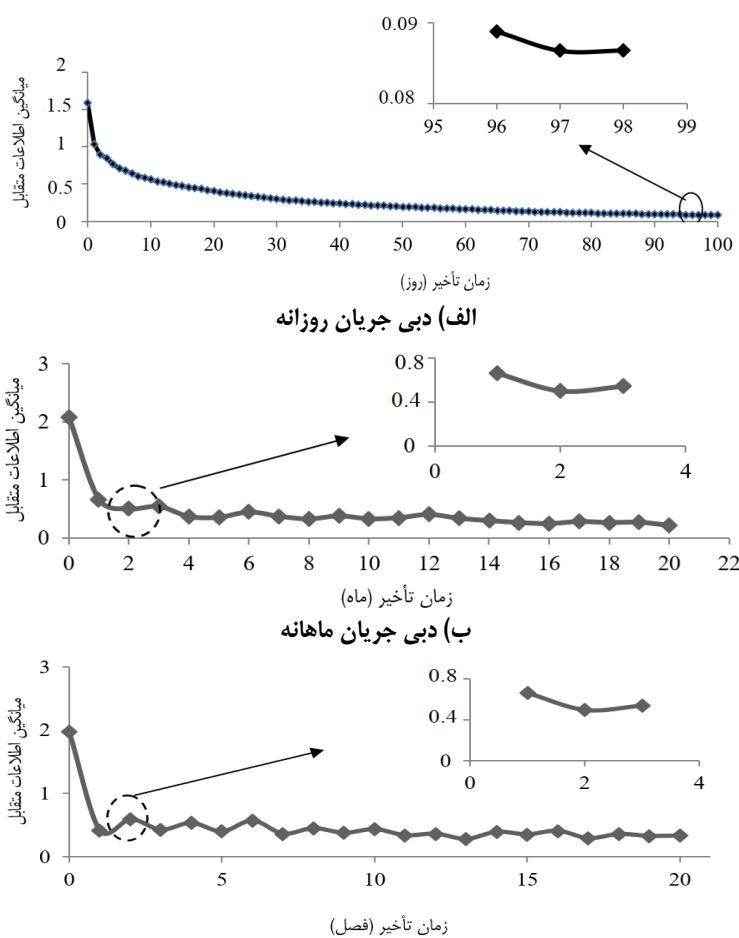 0.09
0.08
95 96 97 98 99
میانگین اطلاعات متقابل
2
1.5
1
0.5
0
0 10 20 30 40 50 60 70 80 90 100
زمان تأخیر (روز)
الف) دبی جریان روزانه
میانگین اطلاعات متقابل
3
2
1
0
0.8
0.4
0
0 2 4
0 2 4 6 8 10 12 14 16 18 20 22
زمان تأخیر (ماه)
ب) دبی جریان ماهانه
میانگین اطلاعات متقابل
3
2
1
0
0.8
0.4
0
0 2 4
0 5 10 15 20
زمان تأخیر (فصل)